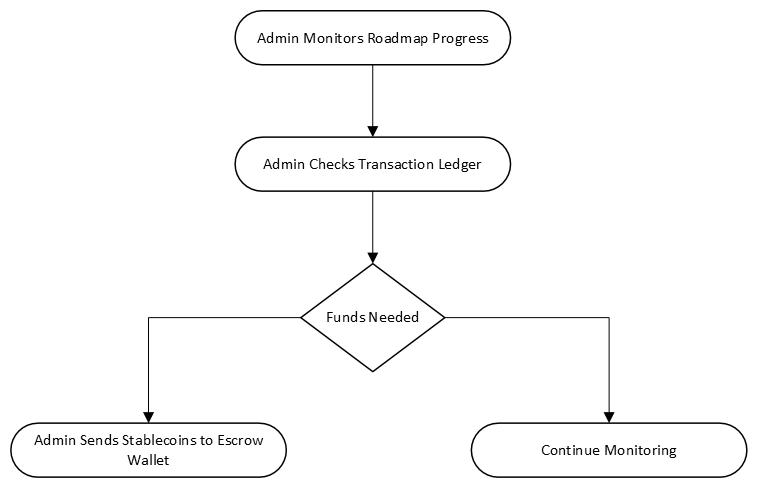 Admin Monitors Roadmap Progress
Admin Checks Transaction Ledger
Funds Needed
Admin Sends Stablecoins to Escrow
Wallet
Continue Monitoring